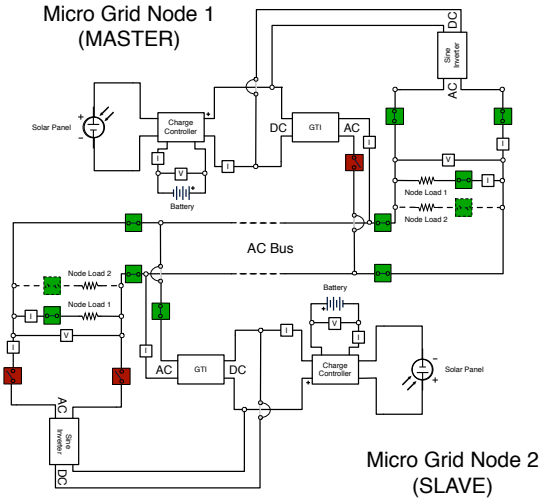 Micro Grid Node 1
(MASTER)
DC
Sine
Inverter
AC
+
-
Solar Panel
Charge
Controller
+
I
V
I
+
Battery
DC
GTI
AC
I
V
Node Load 1
I
Node Load 2
AC Bus
Node Load 2
Node Load 1
I
V
I
I
AC
GTI
DC
Battery
+
V
I
I
Charge
Controller
+
-
+
Solar Panel
AC
Sine
Inverter
DC
Micro Grid Node 2
(SLAVE)